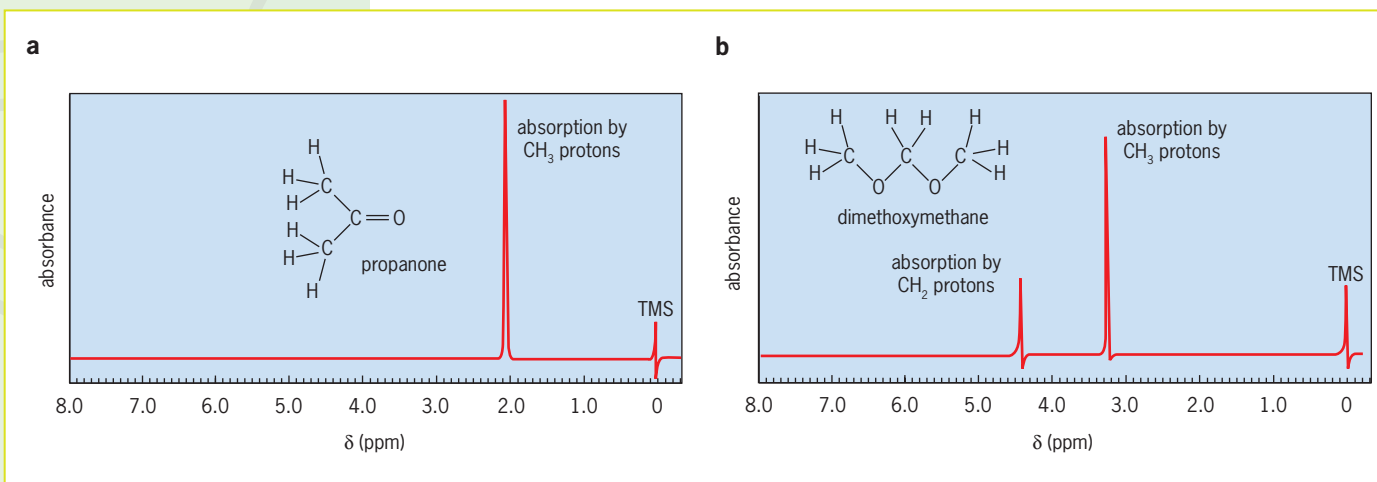 a
absorption by
CH₃ protons
H
H
C
H
C=O
H
C
H
H
propanone
TMS
absorbance
8.0 7.0 6.0 5.0 4.0 3.0 2.0 1.0 0
δ (ppm)
b
H H H H
H C C C H
H O O H
dimethoxymethane
absorption by
CH₃ protons
absorption by
CH₂ protons
TMS
absorbance
8.0 7.0 6.0 5.0 4.0 3.0 2.0 1.0 0
δ (ppm)